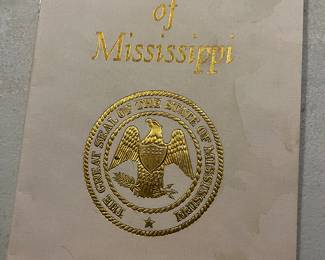 of
Mississippi
THE GREAT SEAL OF THE STATE OF MISSISSIPPI